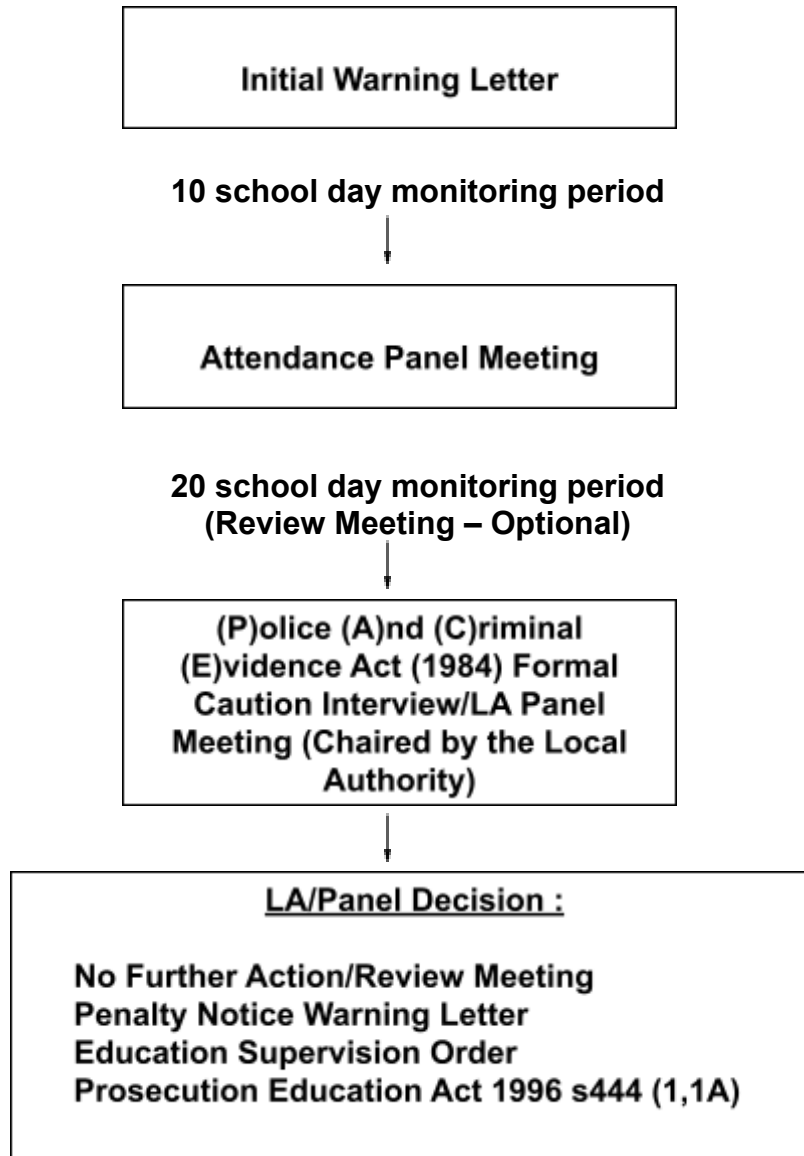 Initial Warning Letter
10 school day monitoring period
Attendance Panel Meeting
20 school day monitoring period
(Review Meeting – Optional)
(P)olice (A)nd (C)riminal
(E)vidence Act (1984) Formal
Caution Interview/LA Panel
Meeting (Chaired by the Local
Authority)
LA/Panel Decision :
No Further Action/Review Meeting
Penalty Notice Warning Letter
Education Supervision Order
Prosecution Education Act 1996 s444 (1,1A)